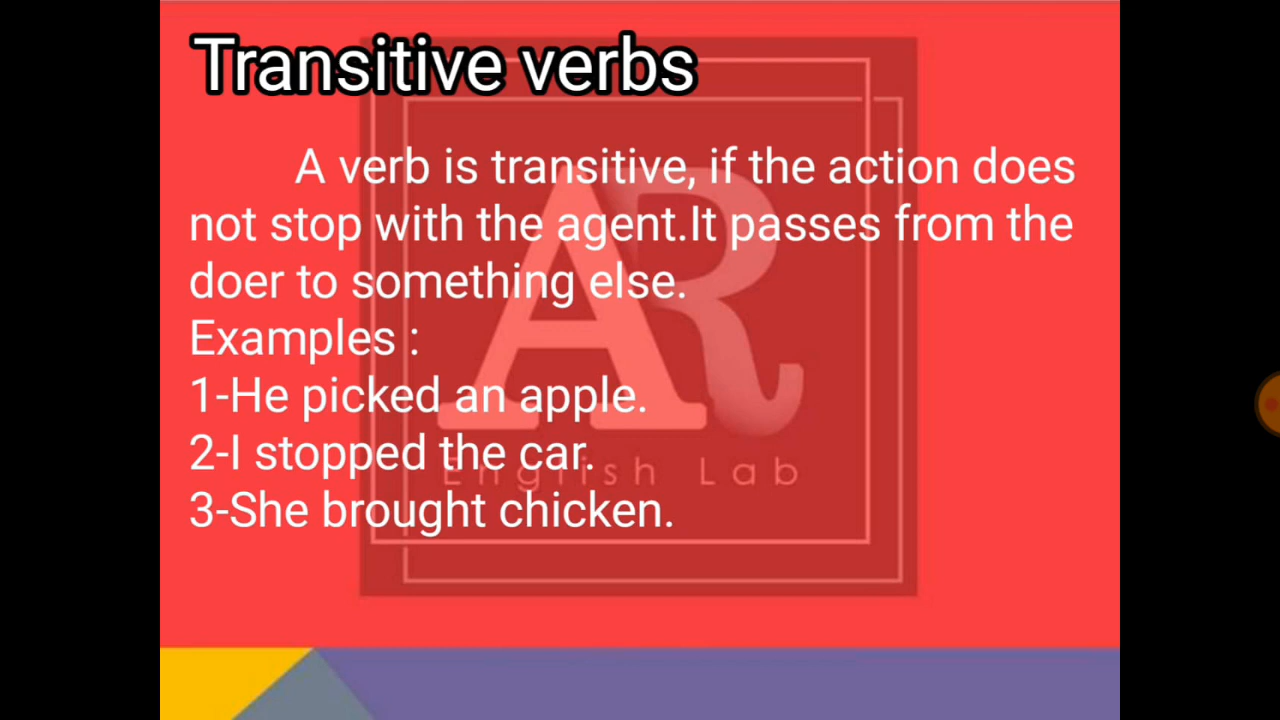 Transitive verbs
A verb is transitive, if the action does
not stop with the agent.It passes from the
doer to something else.
Examples :
1-He picked an apple.
2-I stopped the car.
3-She brought chicken.
AR
English Lab